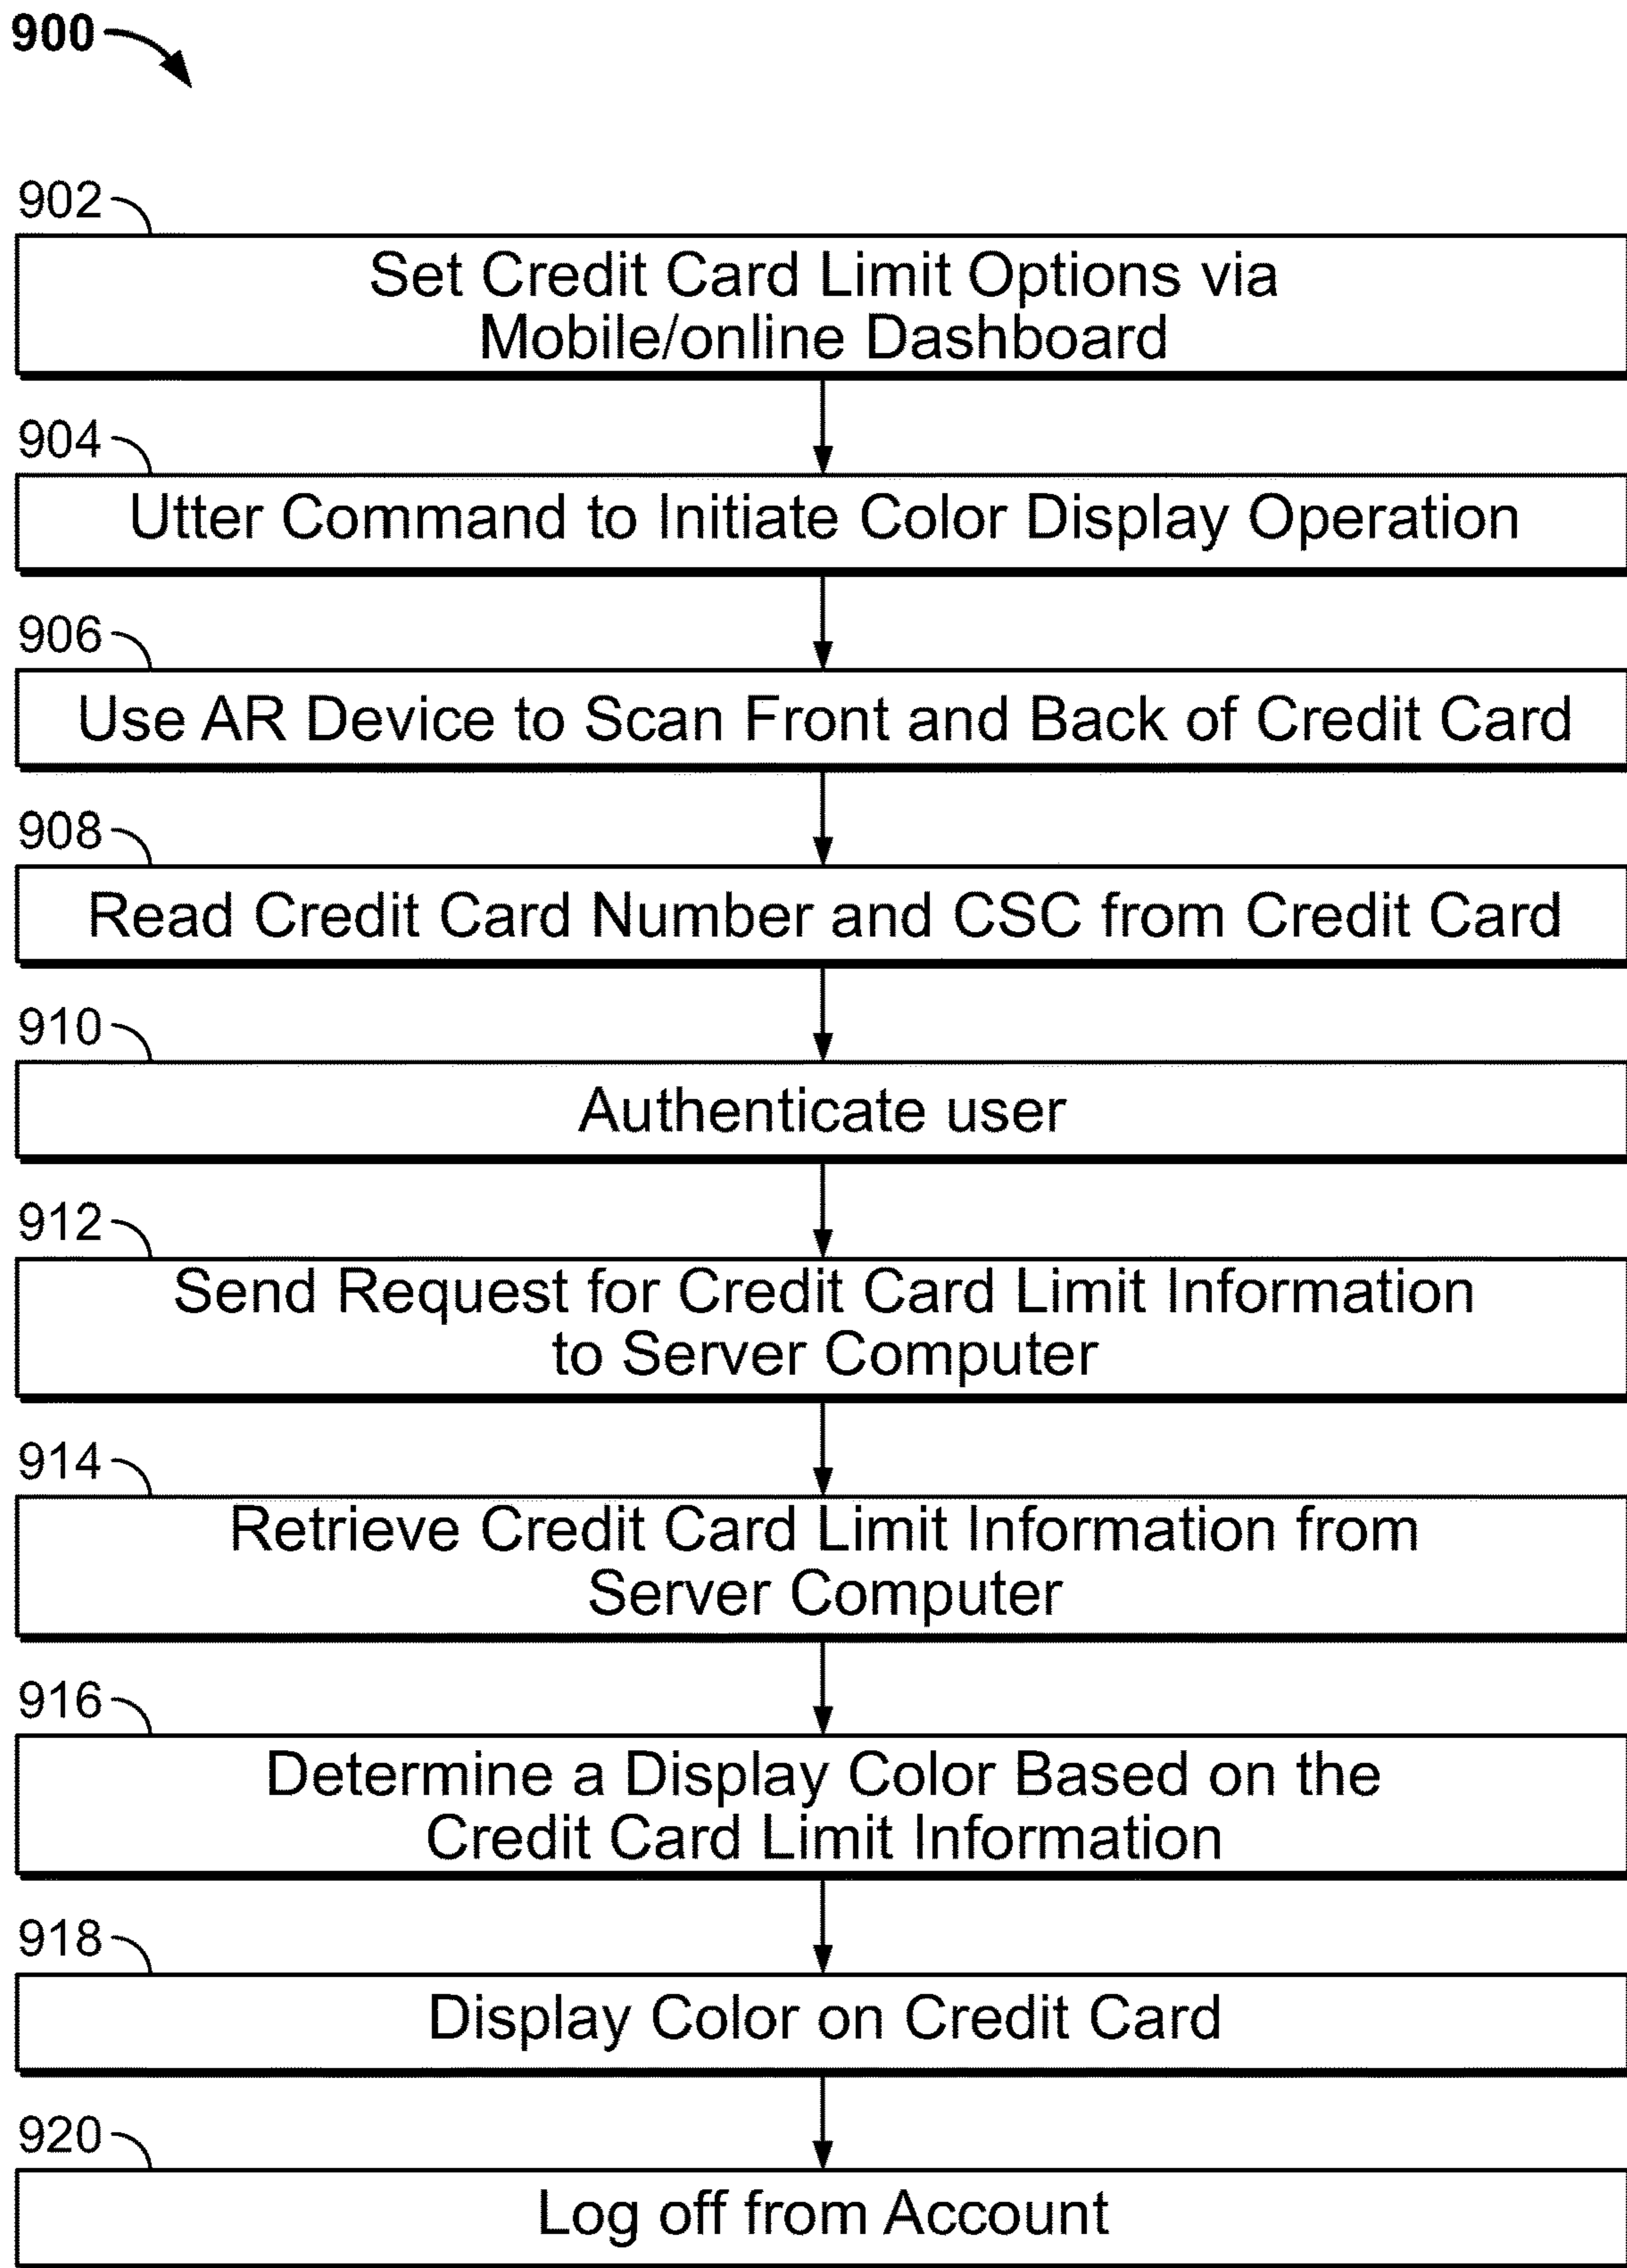 900
902
Set Credit Card Limit Options via
Mobile/online Dashboard
904
Utter Command to Initiate Color Display Operation
906
Use AR Device to Scan Front and Back of Credit Card
908
Read Credit Card Number and CSC from Credit Card
910
Authenticate user
912
Send Request for Credit Card Limit Information
to Server Computer
914
Retrieve Credit Card Limit Information from
Server Computer
916
Determine a Display Color Based on the
Credit Card Limit Information
918
Display Color on Credit Card
920
Log off from Account